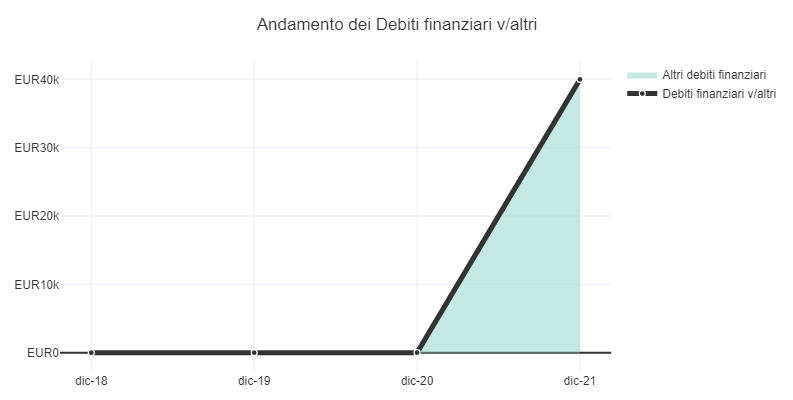 Andamento dei Debiti finanziari v/altri
EUR40k
EUR30k
EUR20k
EUR10k
EUR0
dic-18
dic-19
dic-20
dic-21
Altri debiti finanziari
Debiti finanziari v/altri